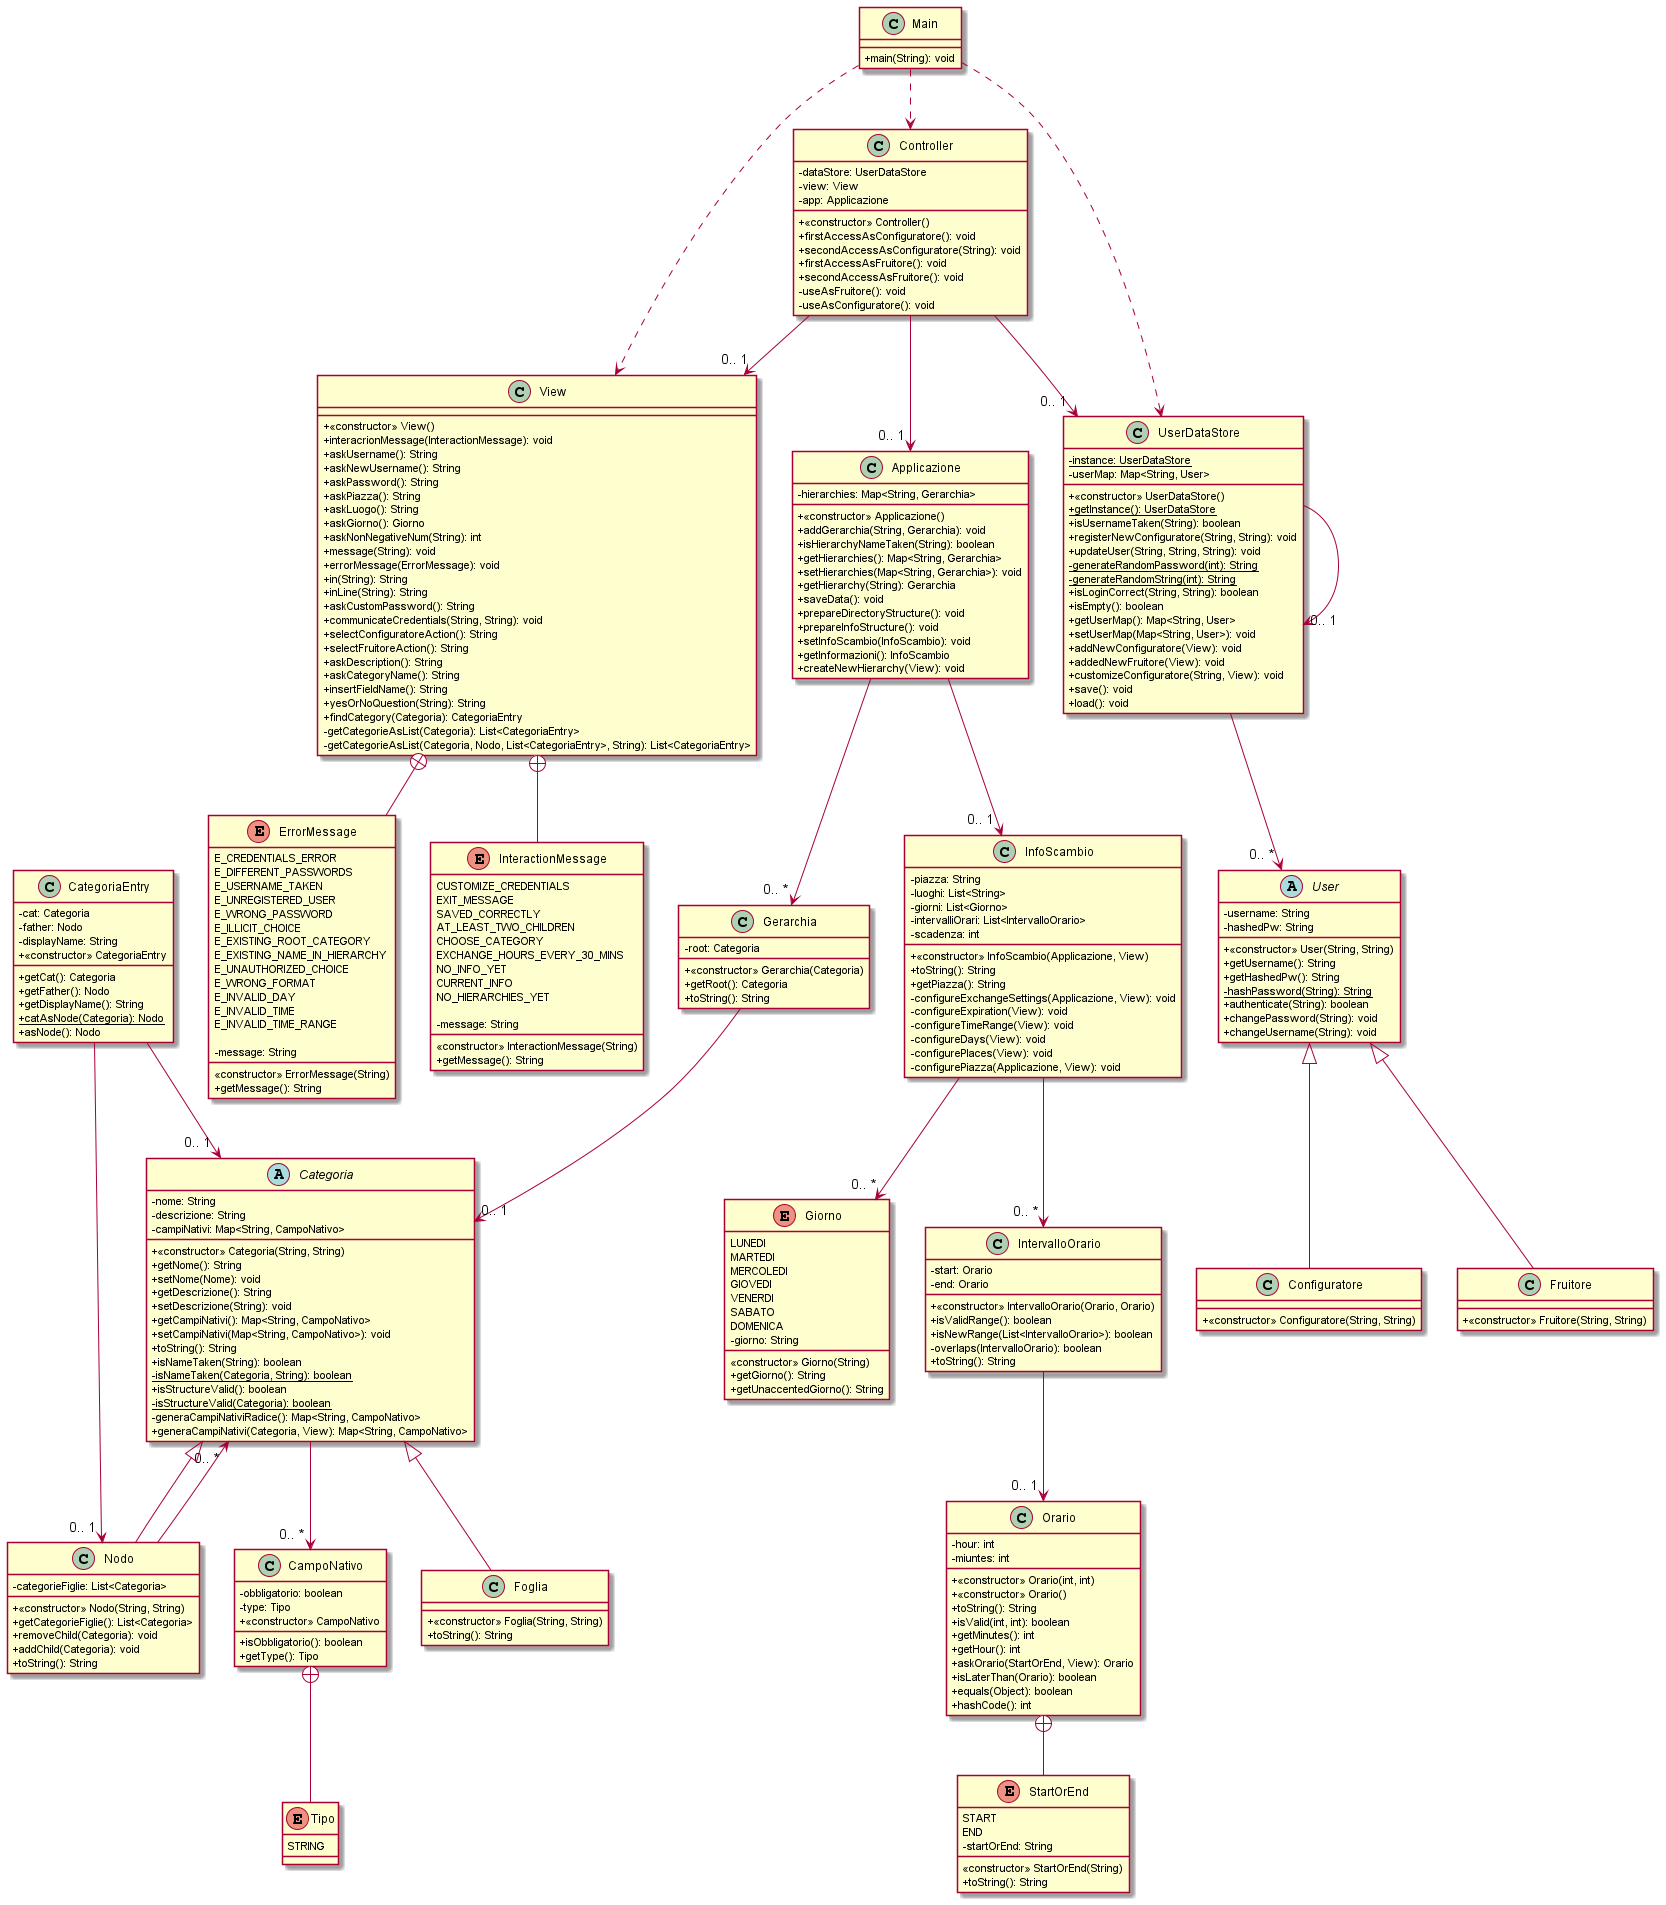 C Main
+main(String): void
C Controller
-dataStore: UserDataStore
-view: View
-app: Applicazione
+«constructor» Controller()
+firstAccessAsConfiguratore(): void
+secondAccessAsConfiguratore(String): void
+firstAccessAsFruitore(): void
+secondAccessAsFruitore(): void
-useAsFruitore(): void
-useAsConfiguratore(): void
0.. 1
0.. 1
0.. 1
C View
+«constructor» View()
+interacrionMessage(InteractionMessage): void
+askUsername(): String
+askNewUsername(): String
+askPassword(): String
+askPiazza(): String
+askLuogo(): String
+askGiorno(): Giorno
+askNonNegativeNum(String): int
+message(String): void
+errorMessage(ErrorMessage): void
+in(String): String
+inLine(String): String
+askCustomPassword(): String
+communicateCredentials(String, String): void
+selectConfiguratoreAction(): String
+selectFruitoreAction(): String
+askDescription(): String
+askCategoryName(): String
+insertFieldName(): String
+yesOrNoQuestion(String): String
+findCategory(Categoria): CategoriaEntry
-getCategorieAsList(Categoria): List<CategoriaEntry>
-getCategorieAsList(Categoria, Nodo, List<CategoriaEntry>, String): List<CategoriaEntry>
C Applicazione
-hierarchies: Map<String, Gerarchia>
+«constructor» Applicazione()
+addGerarchia(String, Gerarchia): void
+isHierarchyNameTaken(String): boolean
+getHierarchies(): Map<String, Gerarchia>
+setHierarchies(Map<String, Gerarchia>): void
+getHierarchy(String): Gerarchia
+saveData(): void
+prepareDirectoryStructure(): void
+prepareInfoStructure(): void
+setInfoScambio(InfoScambio): void
+getInformazioni(): InfoScambio
+createNewHierarchy(View): void
C UserDataStore
-instance: UserDataStore
-userMap: Map<String, User>
+«constructor» UserDataStore()
+getInstance(): UserDataStore
+isUsernameTaken(String): boolean
+registerNewConfiguratore(String, String): void
+updateUser(String, String, String): void
-generateRandomPassword(int): String
-generateRandomString(int): String
+isLoginCorrect(String, String): boolean
+isEmpty(): boolean
+getUserMap(): Map<String, User>
+setUserMap(Map<String, User>): void
+addNewConfiguratore(View): void
+addedNewFruitore(View): void
+customizeConfiguratore(String, View): void
+save(): void
+load(): void
0.. 1
E ErrorMessage
E_CREDENTIALS_ERROR
E_DIFFERENT_PASSWORDS
E_USERNAME_TAKEN
E_UNREGISTERED_USER
E_WRONG_PASSWORD
E_ILLICIT_CHOICE
E_EXISTING_ROOT_CATEGORY
E_EXISTING_NAME_IN_HIERARCHY
E_UNAUTHORIZED_CHOICE
E_WRONG_FORMAT
E_INVALID_DAY
E_INVALID_TIME
E_INVALID_TIME_RANGE
-message: String
«constructor» ErrorMessage(String)
+getMessage(): String
E InteractionMessage
CUSTOMIZE_CREDENTIALS
EXIT_MESSAGE
SAVED_CORRECTLY
AT_LEAST_TWO_CHILDREN
CHOOSE_CATEGORY
EXCHANGE_HOURS_EVERY_30_MINS
NO_INFO_YET
CURRENT_INFO
NO_HIERARCHIES_YET
-message: String
«constructor» InteractionMessage(String)
+getMessage(): String
0.. *
0.. 1
0.. *
C CategoriaEntry
-cat: Categoria
-father: Nodo
-displayName: String
+«constructor» CategoriaEntry
+getCat(): Categoria
+getFather(): Nodo
+getDisplayName(): String
+catAsNode(Categoria): Nodo
+asNode(): Nodo
C Gerarchia
-root: Categoria
+«constructor» Gerarchia(Categoria)
+getRoot(): Categoria
+toString(): String
C InfoScambio
-piazza: String
-luoghi: List<String>
-giorni: List<Giorno>
-intervalliOrari: List<IntervalloOrario>
-scadenza: int
+«constructor» InfoScambio(Applicazione, View)
+toString(): String
+getPiazza(): String
-configureExchangeSettings(Applicazione, View): void
-configureExpiration(View): void
-configureTimeRange(View): void
-configureDays(View): void
-configurePlaces(View): void
-configurePiazza(Applicazione, View): void
A User
-username: String
-hashedPw: String
+«constructor» User(String, String)
+getUsername(): String
+getHashedPw(): String
-hashPassword(String): String
+authenticate(String): boolean
+changePassword(String): void
+changeUsername(String): void
0.. 1
0.. 1
0.. *
0.. *
A Categoria
-nome: String
-descrizione: String
-campiNativi: Map<String, CampoNativo>
+«constructor» Categoria(String, String)
+getNome(): String
+setNome(Nome): void
+getDescrizione(): String
+setDescrizione(String): void
+getCampiNativi(): Map<String, CampoNativo>
+setCampiNativi(Map<String, CampoNativo>): void
+toString(): String
+isNameTaken(String): boolean
-isNameTaken(Categoria, String): boolean
+isStructureValid(): boolean
-isStructureValid(Categoria): boolean
-generaCampiNativiRadice(): Map<String, CampoNativo>
+generaCampiNativi(Categoria, View): Map<String, CampoNativo>
E Giorno
LUNEDI
MARTEDI
MERCOLEDI
GIOVEDI
VENERDI
SABATO
DOMENICA
-giorno: String
«constructor» Giorno(String)
+getGiorno(): String
+getUnaccentedGiorno(): String
C IntervalloOrario
-start: Orario
-end: Orario
+«constructor» IntervalloOrario(Orario, Orario)
+isValidRange(): boolean
+isNewRange(List<IntervalloOrario>): boolean
-overlaps(IntervalloOrario): boolean
+toString(): String
C Configuratore
+«constructor» Configuratore(String, String)
C Fruitore
+«constructor» Fruitore(String, String)
0.. *
0.. 1
0.. *
0.. 1
C Nodo
-categorieFiglie: List<Categoria>
+«constructor» Nodo(String, String)
+getCategorieFiglie(): List<Categoria>
+removeChild(Categoria): void
+addChild(Categoria): void
+toString(): String
C CampoNativo
-obbligatorio: boolean
-type: Tipo
+«constructor» CampoNativo
+isObbligatorio(): boolean
+getType(): Tipo
C Foglia
+«constructor» Foglia(String, String)
+toString(): String
C Orario
-hour: int
-miuntes: int
+«constructor» Orario(int, int)
+«constructor» Orario()
+toString(): String
+isValid(int, int): boolean
+getMinutes(): int
+getHour(): int
+askOrario(StartOrEnd, View): Orario
+isLaterThan(Orario): boolean
+equals(Object): boolean
+hashCode(): int
E Tipo
STRING
E StartOrEnd
START
END
-startOrEnd: String
«constructor» StartOrEnd(String)
+toString(): String